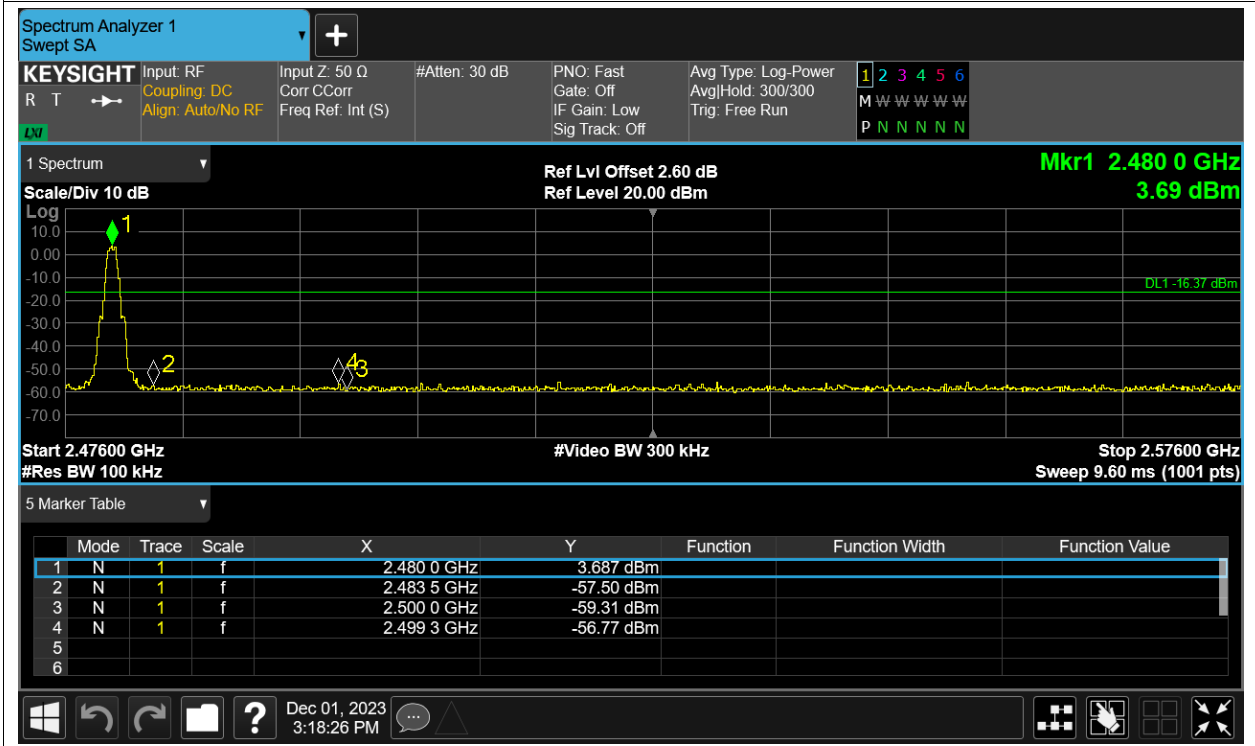 Spectrum Analyzer 1
Swept SA
+
KEYSIGHT Input: RF Input Z: 50 Ω #Atten: 30 dB PNO: Fast Avg Type: Log-Power 1 2 3 4 5 6
R T Coupling: DC Corr CCorr Gate: Off Avg|Hold: 300/300 M W W W W W
Align: Auto/No RF Freq Ref: Int (S) IF Gain: Low Trig: Free Run
LXI Sig Track: Off P N N N N N
1 Spectrum Ref Lvl Offset 2.60 dB Mkr1 2.480 0 GHz
Scale/Div 10 dB Ref Level 20.00 dBm 3.69 dBm
Log
1
10.0
0.00
-10.0
DL1 -16.37 dBm
-20.0
-30.0
-40.0
2 4 3
-50.0
-60.0
-70.0
Start 2.47600 GHz #Video BW 300 kHz Stop 2.57600 GHz
#Res BW 100 kHz Sweep 9.60 ms (1001 pts)
5 Marker Table
Mode Trace Scale X Y Function Function Width Function Value
1 N 1 f 2.480 0 GHz 3.687 dBm
2 N 1 f 2.483 5 GHz -57.50 dBm
3 N 1 f 2.500 0 GHz -59.31 dBm
4 N 1 f 2.499 3 GHz -56.77 dBm
5
6
? Dec 01, 2023
3:18:26 PM